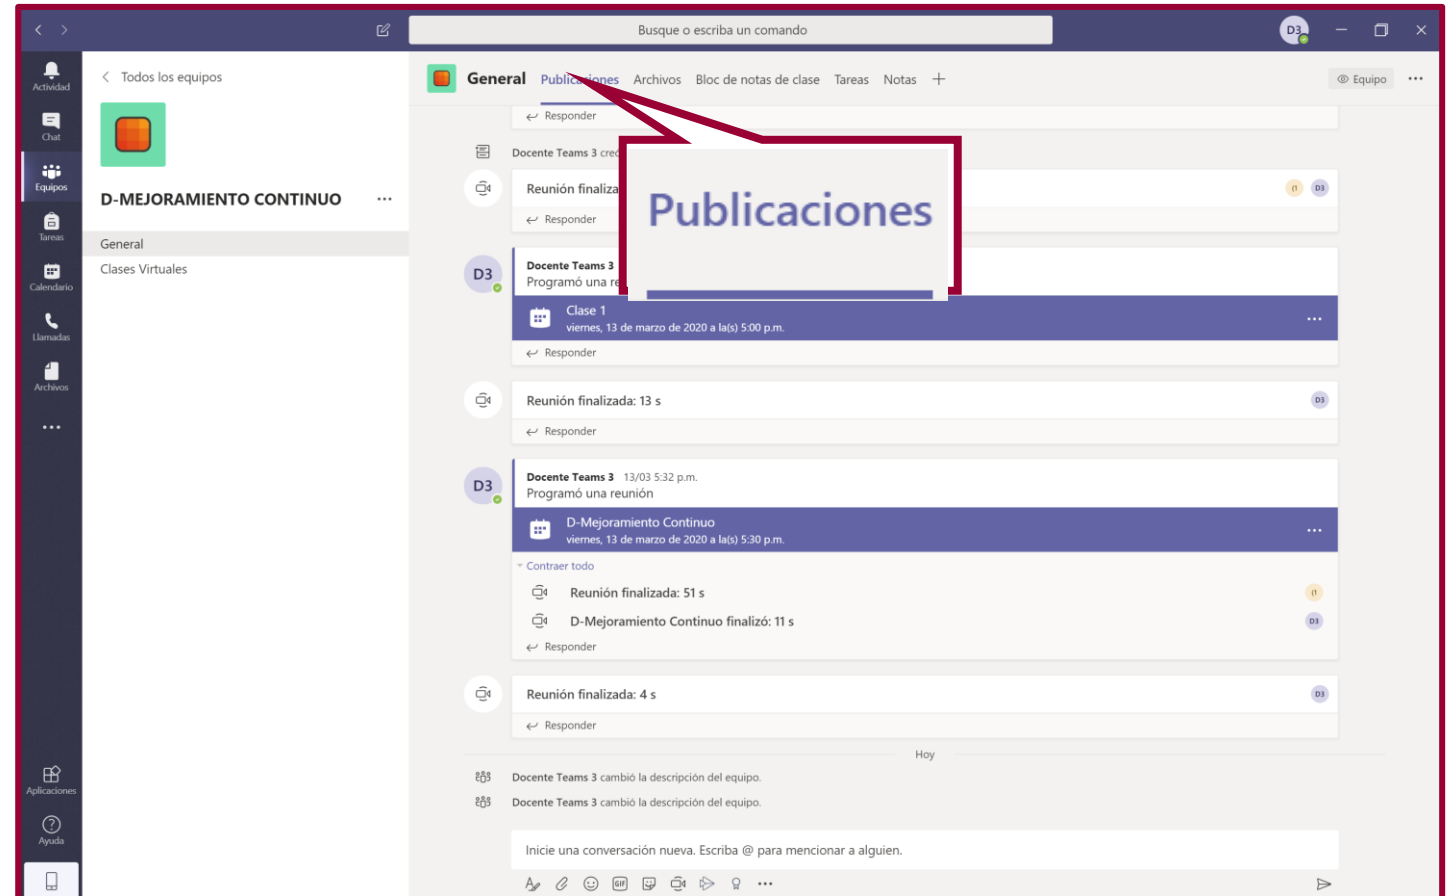 Busque o escriba un comando
D3
Actividad
Chat
Equipos
Tareas
Calendario
Llamadas
Archivos
Aplicaciones
Ayuda
Todos los equipos
D-MEJORAMIENTO CONTINUO
General
Clases Virtuales
General Publicaciones Archivos Bloc de notas de clase Tareas Notas
Equipo
Responder
Docente Teams 3
Reunión
D3
Responder
Publicaciones
D3
Docente Teams 3
Programó una
Clase 1
viernes, 13 de marzo de 2020 a la(s) 5:00 p.m.
Responder
Reunión finalizada: 13 s
D3
Responder
D3
Docente Teams 3 13/03 5:32 p.m.
Programó una reunión
D-Mejoramiento Continuo
viernes, 13 de marzo de 2020 a la(s) 5:30 p.m.
Contraer todo
Reunión finalizada: 51 s
(1
D-Mejoramiento Continuo finalizó: 11 s
D3
Responder
Reunión finalizada: 4 s
D3
Responder
Hoy
Docente Teams 3 cambió la descripción del equipo.
Docente Teams 3 cambió la descripción del equipo.
Inicie una conversación nueva. Escriba @ para mencionar a alguien.
GIF